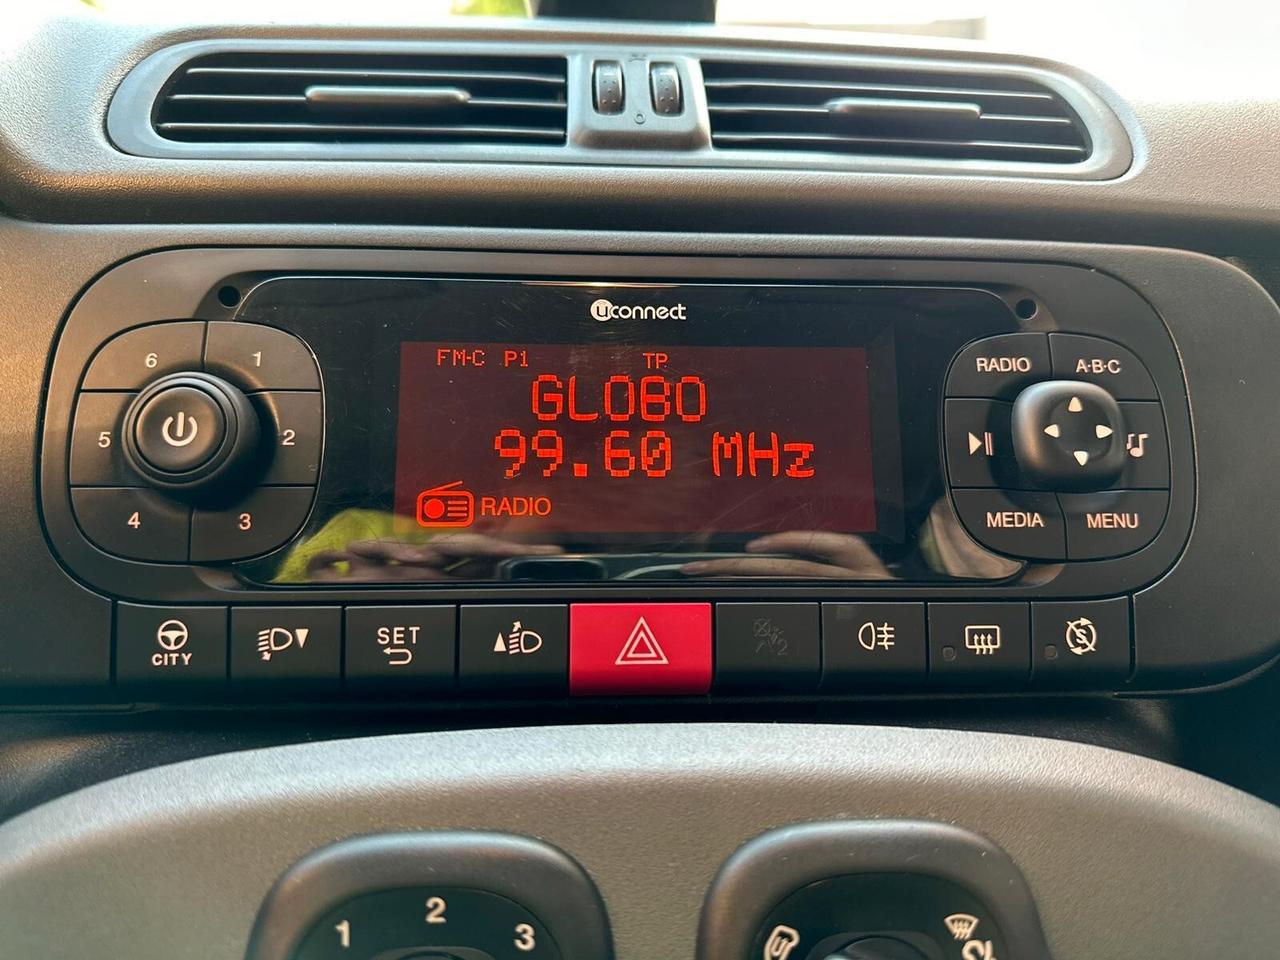 uconnect
FM-C P1 TP
GLOBO
99.60 MHz
RADIO
6 1
5 2
4 3
RADIO A·B·C
MEDIA MENU
CITY
SET
1 2 3